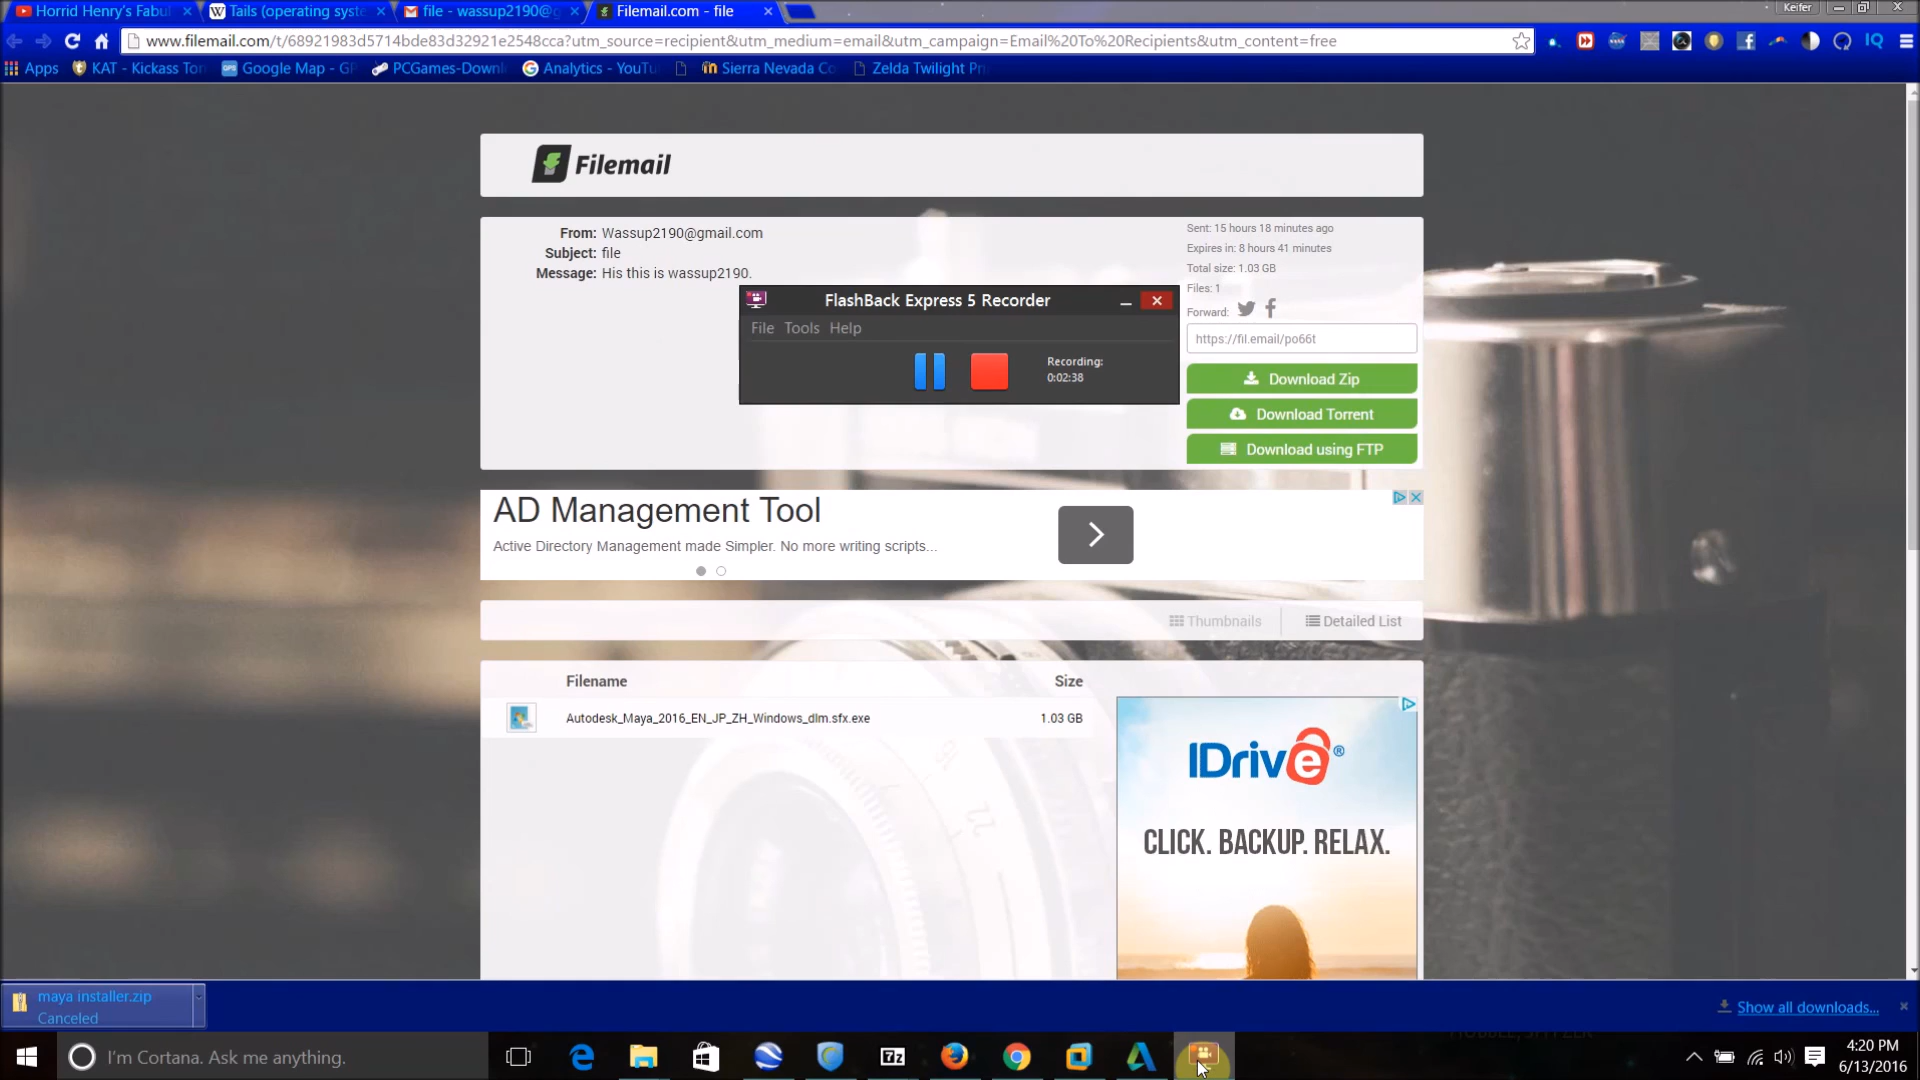 Horrid Henry's Fabul
Tails (operating syste
file - wassup2190@g
Filemail.com - file
Keifer
www.filemail.com/t/68921983d5714bde83d32921e2548cca?utm_source=recipient&utm_medium=email&utm_campaign=Email%20To%20Recipients&utm_content=free
IQ
Apps
KAT - Kickass Torr
Google Map - GP
PCGames-Downl
Analytics - YouTu
Sierra Nevada Co
Zelda Twilight Pri
Filemail
From: Wassup2190@gmail.com
Subject: file
Message: His this is wassup2190.
Sent: 15 hours 18 minutes ago
Expires in: 8 hours 41 minutes
Total size: 1.03 GB
Files: 1
Forward:
https://fil.email/po66t
Download Zip
Download Torrent
Download using FTP
FlashBack Express 5 Recorder
File Tools Help
Recording:
0:02:38
AD Management Tool
Active Directory Management made Simpler. No more writing scripts...
Thumbnails
Detailed List
Filename Size
Autodesk_Maya_2016_EN_JP_ZH_Windows_dlm.sfx.exe 1.03 GB
IDrive®
CLICK. BACKUP. RELAX.
maya installer.zip
Canceled
Show all downloads...
I'm Cortana. Ask me anything.
7z
4:20 PM
6/13/2016